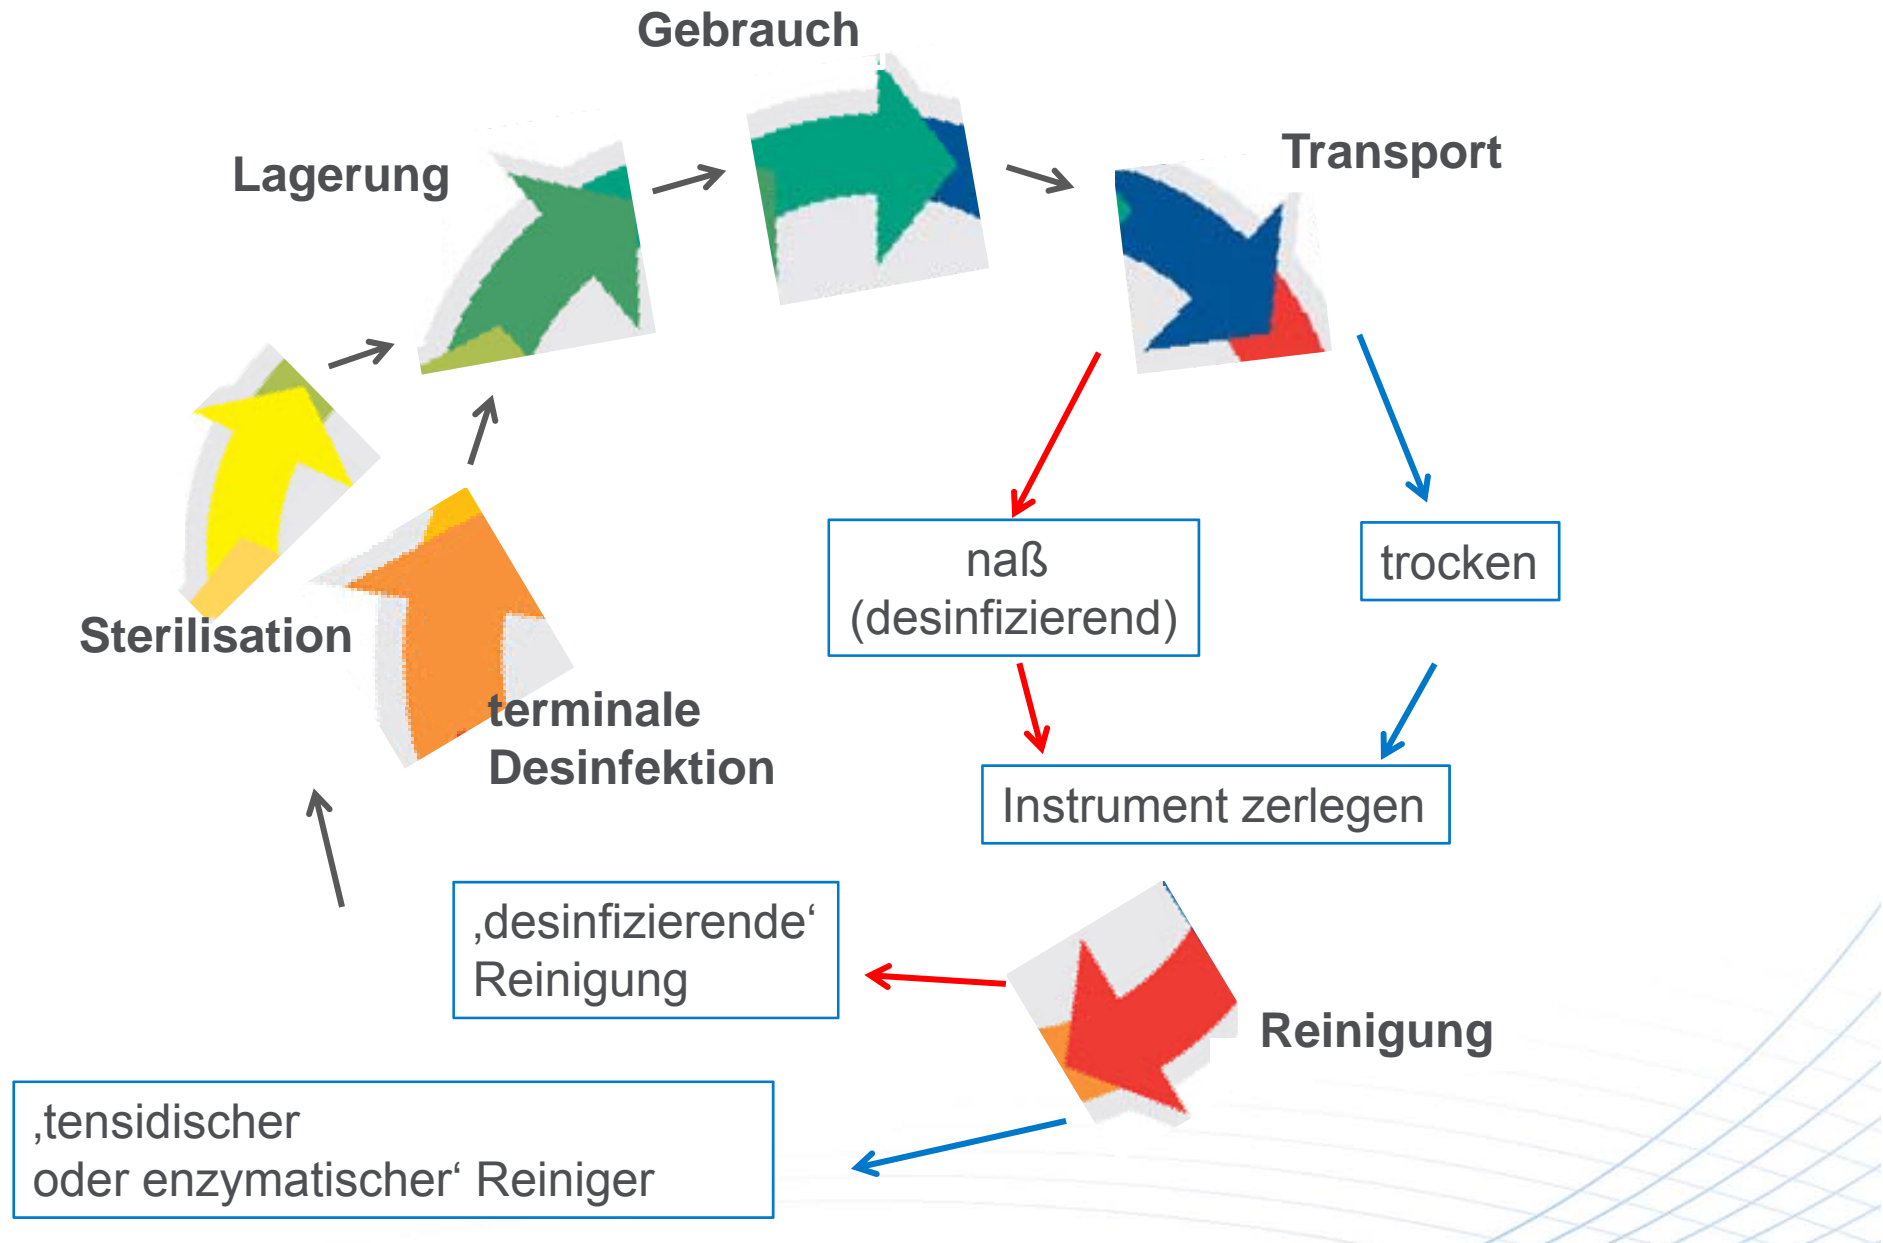 Gebrauch
Lagerung
Transport
naß
(desinfizierend)
trocken
Sterilisation
terminale
Desinfektion
Instrument zerlegen
‚desinfizierende‘
Reinigung
Reinigung
‚tensidischer
oder enzymatischer‘ Reiniger